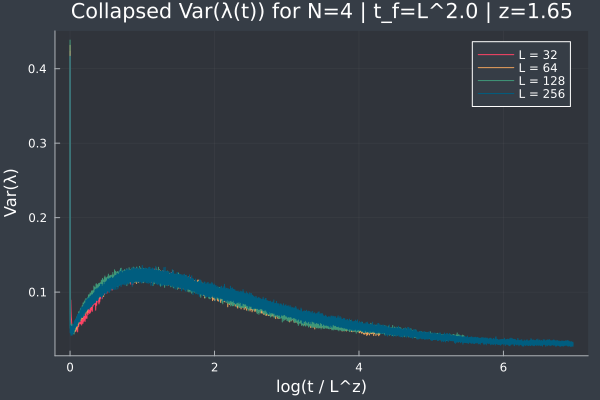 Collapsed Var(λ(t)) for N=4 | t_f=L^2.0 | z=1.65
L = 32
L = 64
L = 128
L = 256
Var(λ)
0.4
0.3
0.2
0.1
0 2 4 6
log(t / L^z)